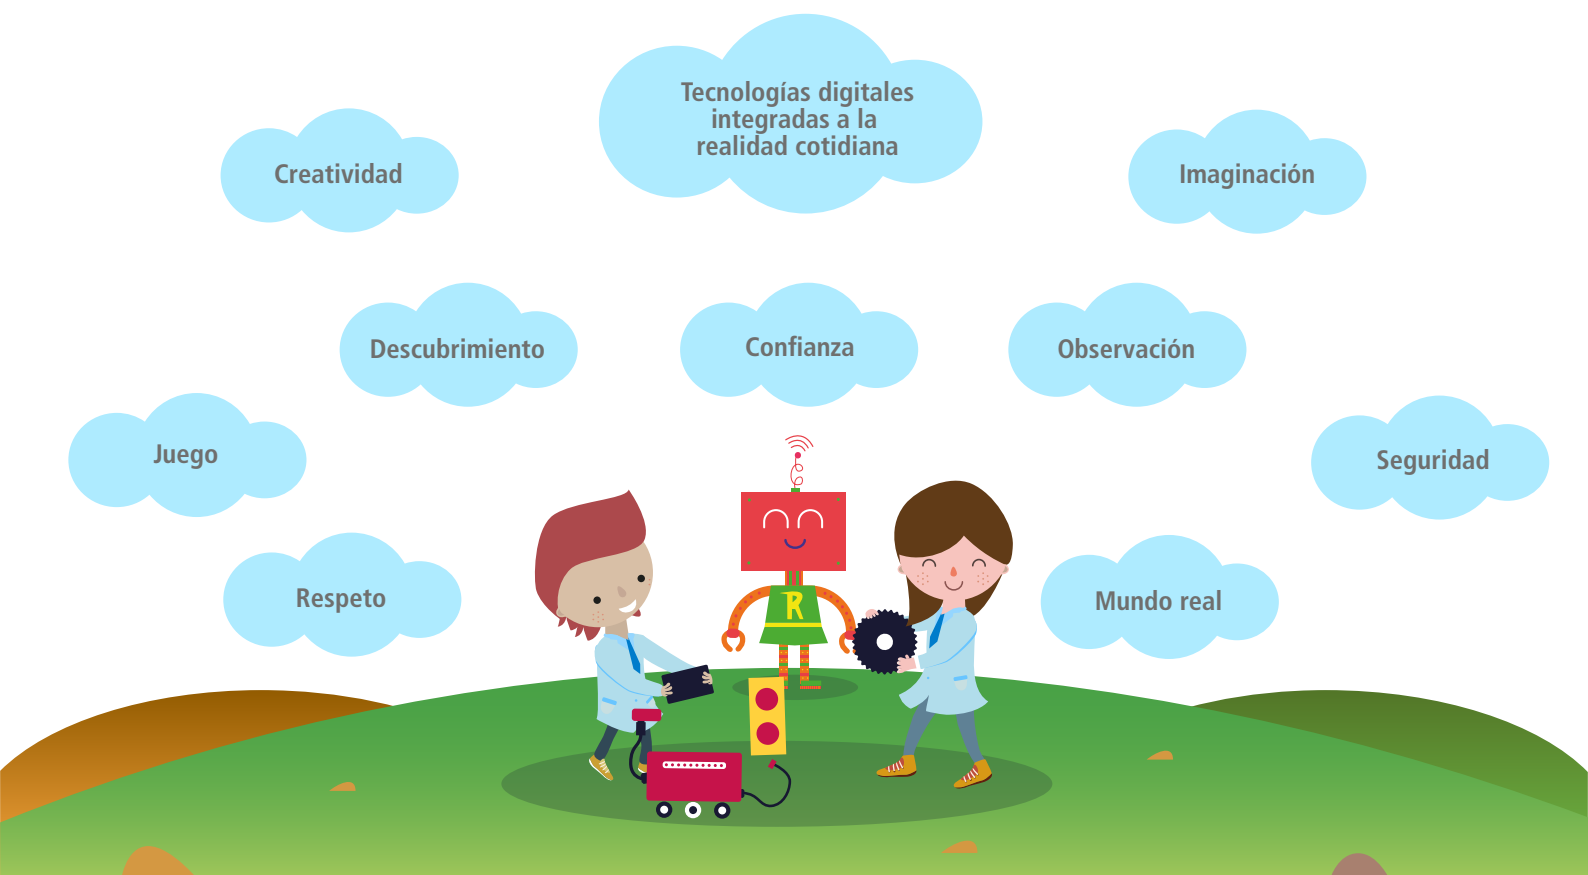 Tecnologías digitales
integradas a la
realidad cotidiana
Creatividad
Imaginación
Descubrimiento
Confianza
Observación
Juego
Seguridad
Respeto
Mundo real
R